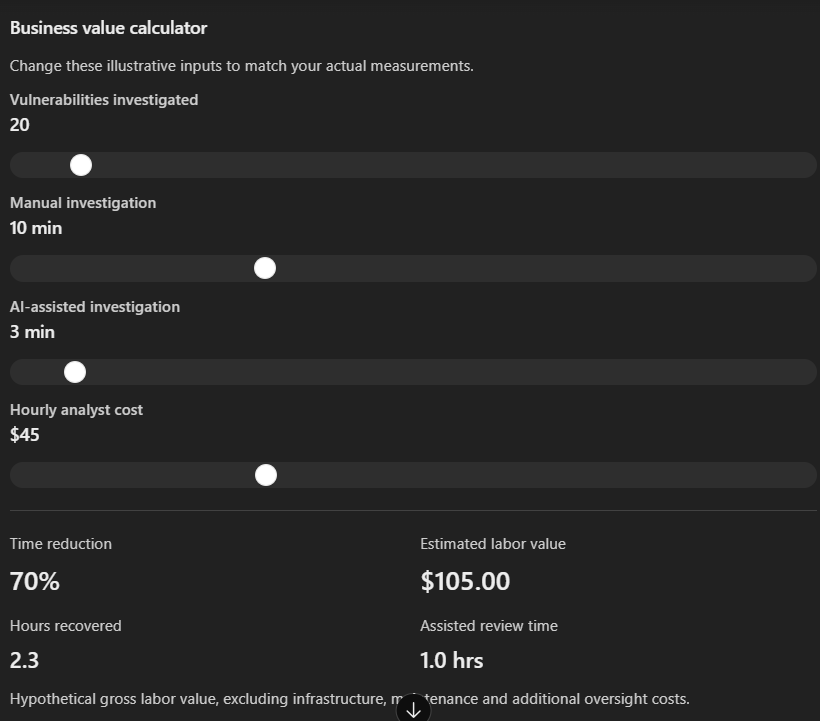 Business value calculator
Change these illustrative inputs to match your actual measurements.
Vulnerabilities investigated
20
Manual investigation
10 min
AI-assisted investigation
3 min
Hourly analyst cost
$45
Time reduction
70%
Estimated labor value
$105.00
Hours recovered
2.3
Assisted review time
1.0 hrs
Hypothetical gross labor value, excluding infrastructure, and additional oversight costs.